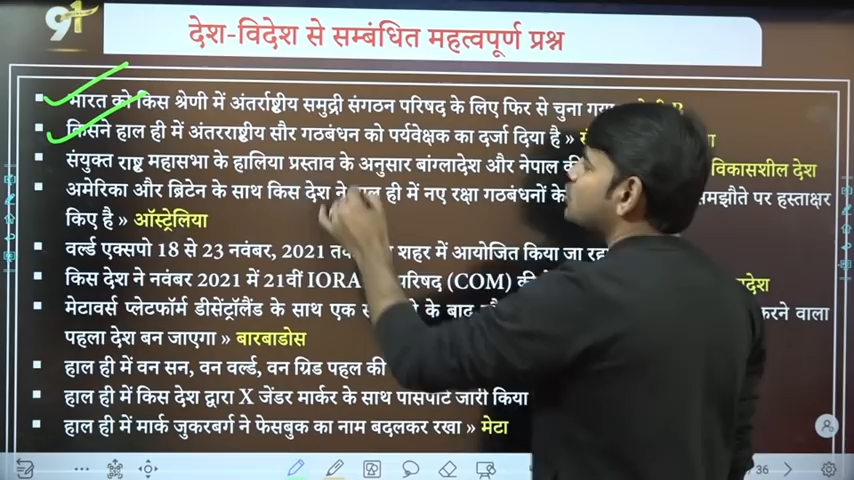 देश-विदेश से सम्बंधित महत्वपूर्ण प्रश्न
भारत को किस श्रेणी में अंतर्राष्ट्रीय समुद्री संगठन परिषद के लिए फिर से चुना गया
किसने हाल ही में अंतरराष्ट्रीय सौर गठबंधन को पर्यवेक्षक का दर्जा दिया है »
संयुक्त राष्ट्र महासभा के हालिया प्रस्ताव के अनुसार बांग्लादेश और नेपाल की विकासशील देश
अमेरिका और ब्रिटेन के साथ किस देश ने हाल ही में नए रक्षा गठबंधनों के समझौते पर हस्ताक्षर
किए है » ऑस्ट्रेलिया
वर्ल्ड एक्सपो 18 से 23 नवंबर, 2021 शहर में आयोजित किया जा
किस देश ने नवंबर 2021 में 21वीं IORA परिषद (COM) की
मेटावर्स प्लेटफॉर्म डीसेंट्रॉलैंड के साथ एक के बाद करने वाला
पहला देश बन जाएगा » बारबाडोस
हाल ही में वन सन, वन वर्ल्ड, वन ग्रिड पहल की
हाल ही में किस देश द्वारा X जेंडर मार्कर के साथ पासपोर्ट जारी किया
हाल ही में मार्क जुकरबर्ग ने फेसबुक का नाम बदलकर रखा » मेटा
36